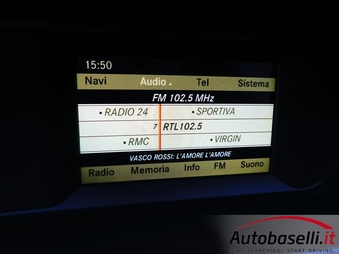 15:50
Navi Audio Tel Sistema
FM 102.5 MHz
• RADIO 24 • SPORTIVA
7 RTL102.5
• RMC • VIRGIN
VASCO ROSSI: L'AMORE L'AMORE
Radio Memoria Info FM Suono
Autobaselli.it